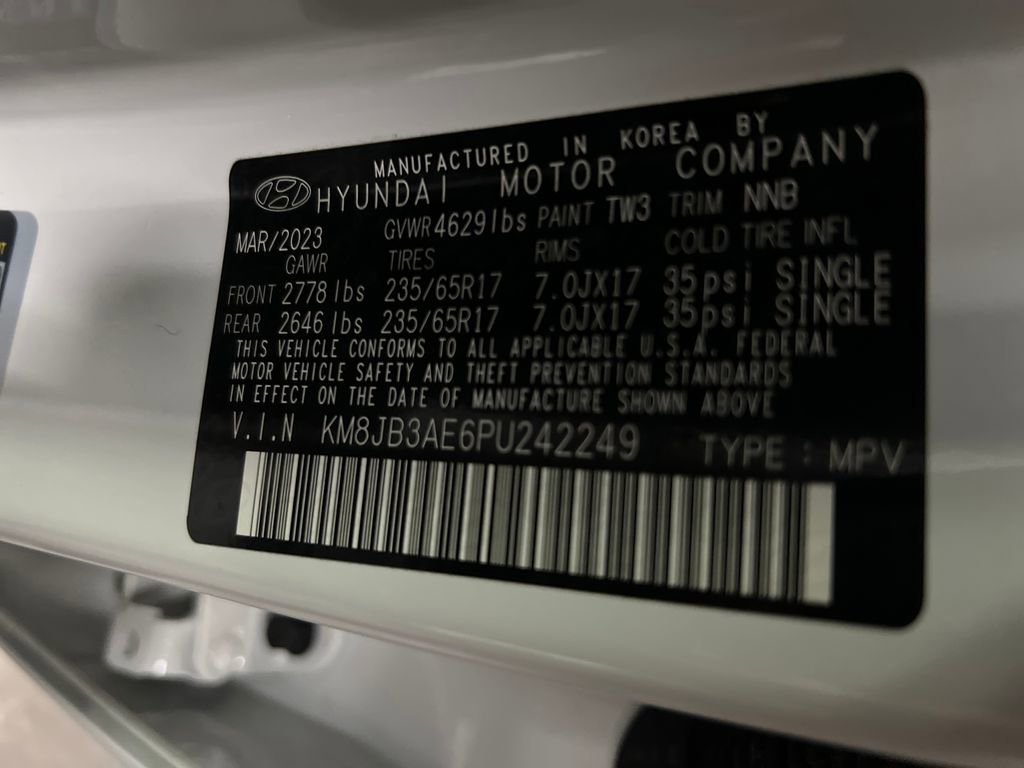 MANUFACTURED IN KOREA BY
HYUNDAI MOTOR COMPANY
MAR/2023 GVWR 4629lbs PAINT TW3 TRIM NNB
GAWR TIRES RIMS COLD TIRE INFL
FRONT 2778 lbs 235/65R17 7.0JX17 35psi SINGLE
REAR 2646 lbs 235/65R17 7.0JX17 35psi SINGLE
THIS VEHICLE CONFORMS TO ALL APPLICABLE U.S.A. FEDERAL
MOTOR VEHICLE SAFETY AND THEFT PREVENTION STANDARDS
IN EFFECT ON THE DATE OF MANUFACTURE SHOWN ABOVE
V.I.N KM8JB3AE6PU242249 TYPE : MPV